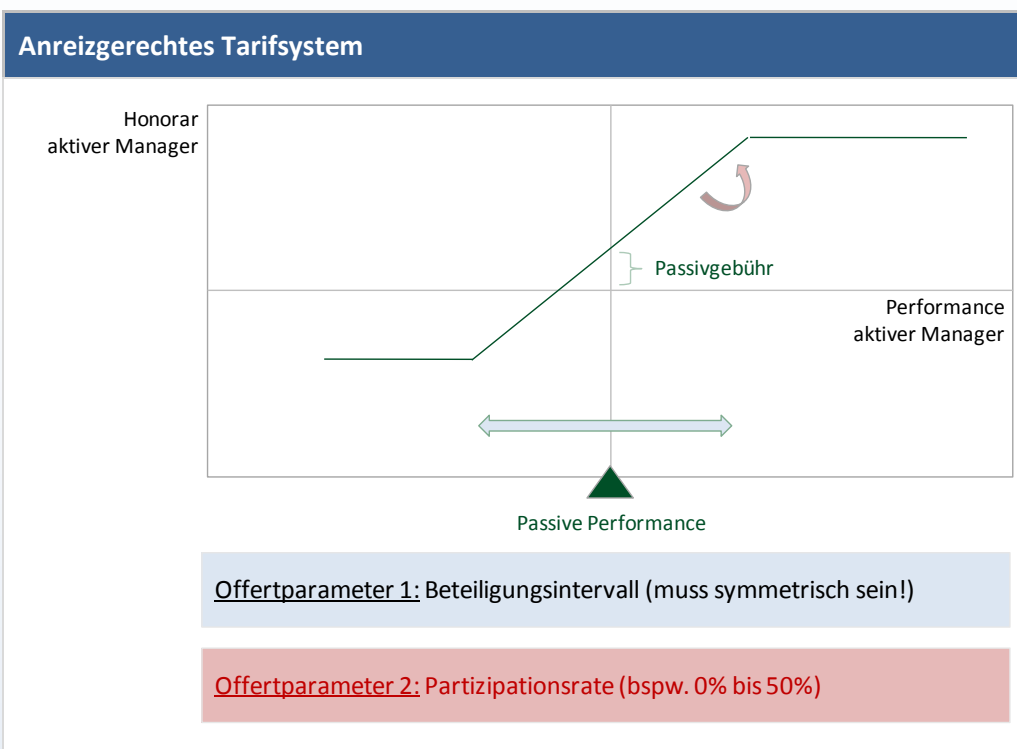 Anreizgerechtes Tarifsystem
Honorar
aktiver Manager
Passivgebühr
Performance
aktiver Manager
Passive Performance
Offertparameter 1: Beteiligungsintervall (muss symmetrisch sein!)
Offertparameter 2: Partizipationsrate (bspw. 0% bis 50%)